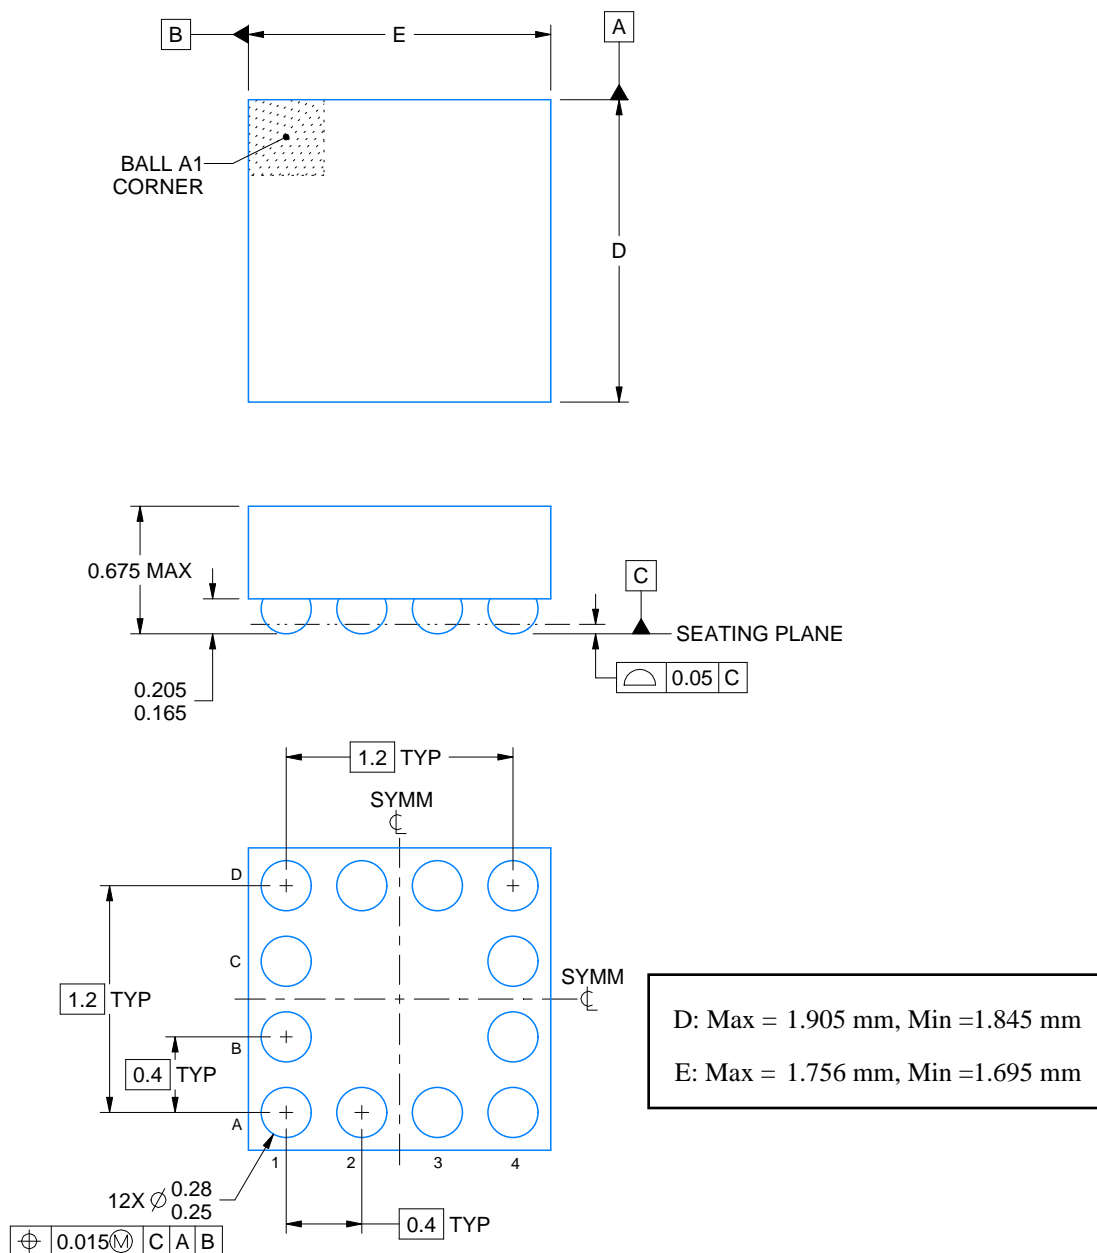 B
E
A
BALL A1
CORNER
D
0.675 MAX
C
SEATING PLANE
0.05 C
0.205
0.165
1.2 TYP
SYMM
D
C
SYMM
1.2 TYP
B
0.4 TYP
A
1 2 3 4
12X ⌀ 0.28
0.25
0.4 TYP
⌖ 0.015Ⓜ C A B
D: Max = 1.905 mm, Min =1.845 mm
E: Max = 1.756 mm, Min =1.695 mm